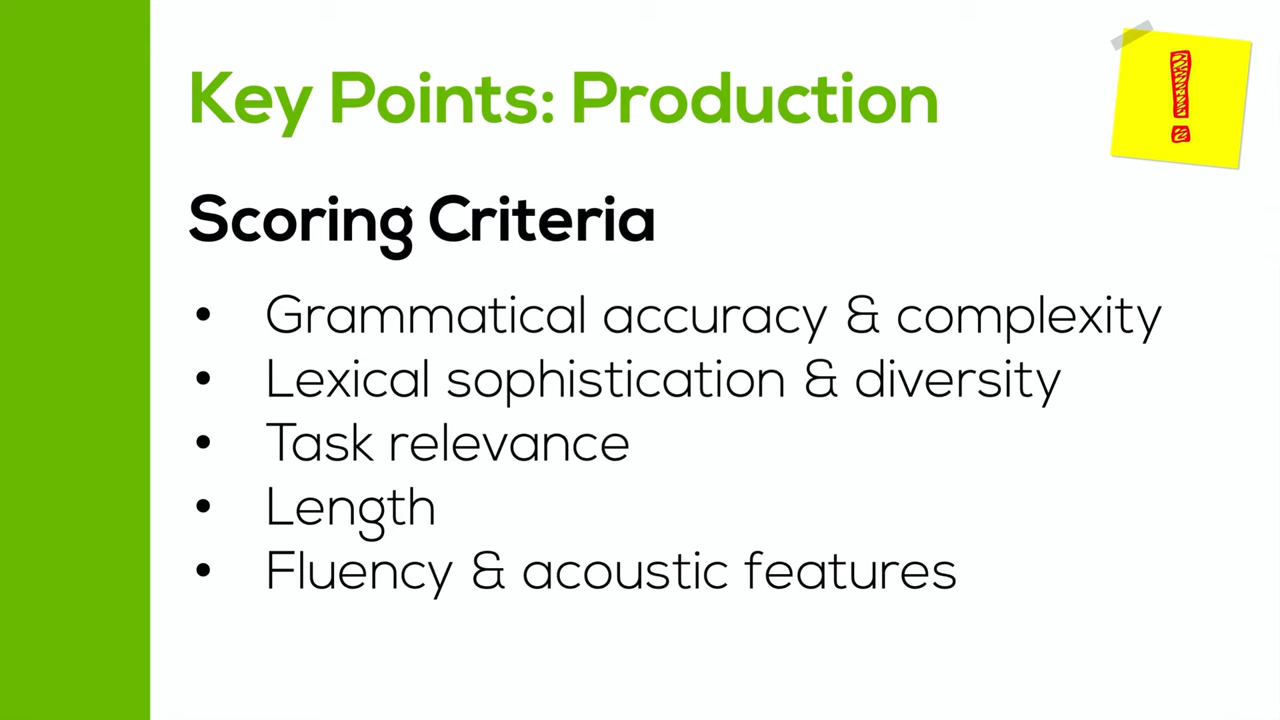 Key Points: Production
!
Scoring Criteria
• Grammatical accuracy & complexity
• Lexical sophistication & diversity
• Task relevance
• Length
• Fluency & acoustic features